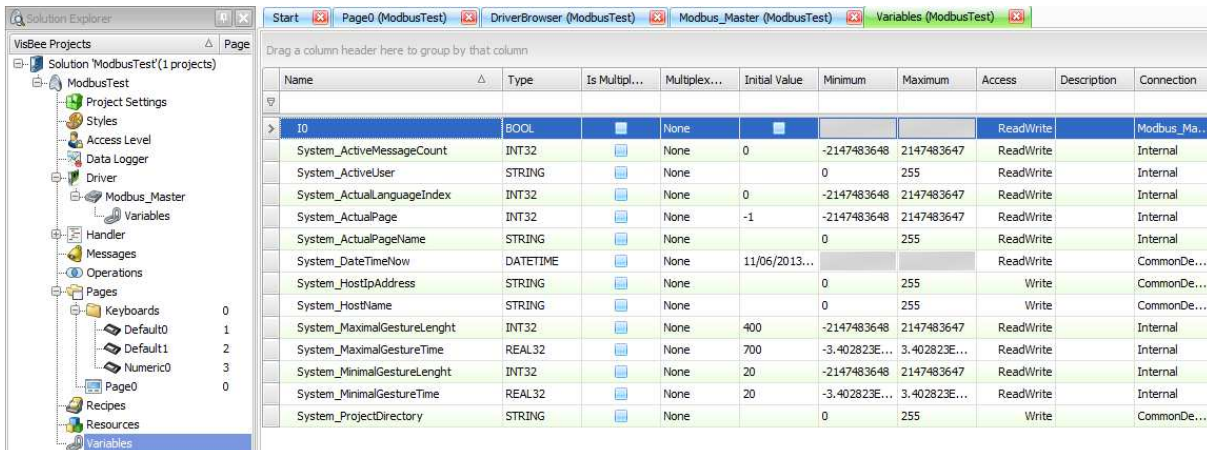 Solution Explorer
VisBee Projects Page
Solution 'ModbusTest'(1 projects)
ModbusTest
Project Settings
Styles
Access Level
Data Logger
Driver
Modbus_Master
Variables
Handler
Messages
Operations
Pages
Keyboards 0
Default0 1
Default1 2
Numeric0 3
Page0 0
Recipes
Resources
Variables
Start Page0 (ModbusTest) DriverBrowser (ModbusTest) Modbus_Master (ModbusTest) Variables (ModbusTest)
Drag a column header here to group by that column
Name Type Is Multipl... Multiplex... Initial Value Minimum Maximum Access Description Connection
I0 BOOL None ReadWrite Modbus_Ma...
System_ActiveMessageCount INT32 None 0 -2147483648 2147483647 ReadWrite Internal
System_ActiveUser STRING None 0 255 ReadWrite Internal
System_ActualLanguageIndex INT32 None 0 -2147483648 2147483647 ReadWrite Internal
System_ActualPage INT32 None -1 -2147483648 2147483647 ReadWrite Internal
System_ActualPageName STRING None 0 255 ReadWrite Internal
System_DateTimeNow DATETIME None 11/06/2013... ReadWrite CommonDe...
System_HostIpAddress STRING None 0 255 Write CommonDe...
System_HostName STRING None 0 255 Write CommonDe...
System_MaximalGestureLenght INT32 None 400 -2147483648 2147483647 ReadWrite Internal
System_MaximalGestureTime REAL32 None 700 -3.402823E... 3.402823E... ReadWrite Internal
System_MinimalGestureLenght INT32 None 20 -2147483648 2147483647 ReadWrite Internal
System_MinimalGestureTime REAL32 None 20 -3.402823E... 3.402823E... ReadWrite Internal
System_ProjectDirectory STRING None 0 255 Write CommonDe...